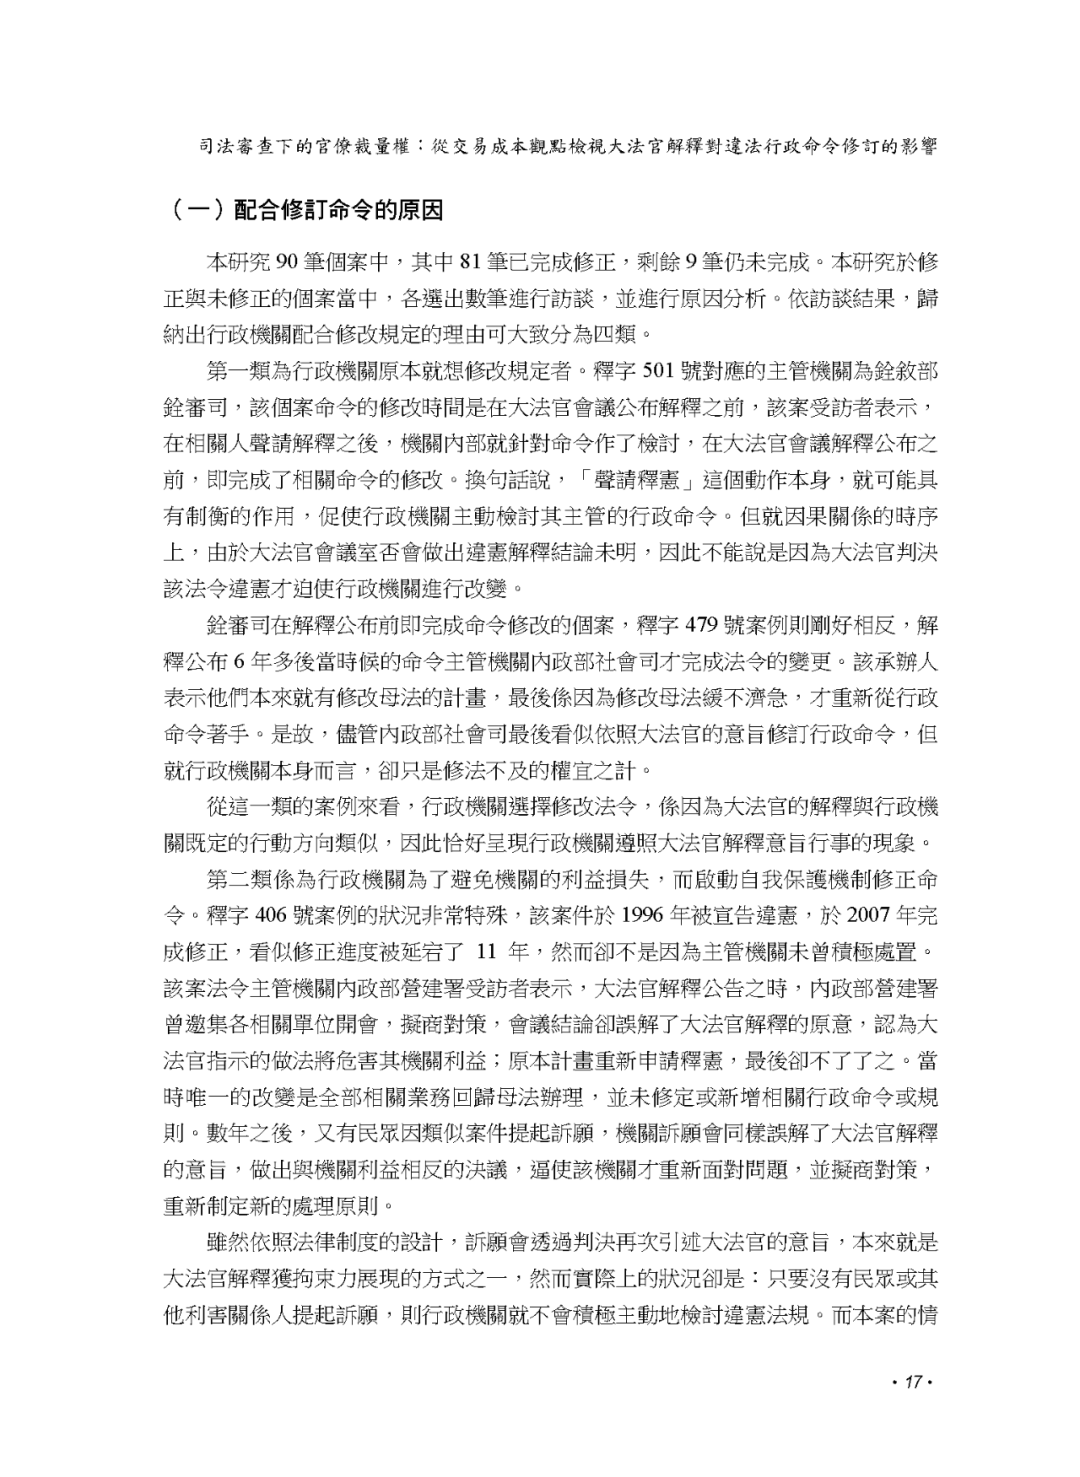 司法審查下的官僚裁量權：從交易成本觀點檢視大法官解釋對違法行政命令修訂的影響
（一）配合修訂命令的原因
本研究 90 筆個案中，其中 81 筆已完成修正，剩餘 9 筆仍未完成。本研究於修
正與未修正的個案當中，各選出數筆進行訪談，並進行原因分析。依訪談結果，歸
納出行政機關配合修改規定的理由可大致分為四類。
第一類為行政機關原本就想修改規定者。釋字 501 號對應的主管機關為銓敘部
銓審司，該個案命令的修改時間是在大法官會議公布解釋之前，該案受訪者表示，
在相關人聲請解釋之後，機關內部就針對命令作了檢討，在大法官會議解釋公布之
前，即完成了相關命令的修改。換句話說，「聲請釋憲」這個動作本身，就可能具
有制衡的作用，促使行政機關主動檢討其主管的行政命令。但就因果關係的時序
上，由於大法官會議室否會做出違憲解釋結論未明，因此不能說是因為大法官判決
該法令違憲才迫使行政機關進行改變。
銓審司在解釋公布前即完成命令修改的個案，釋字 479 號案例則剛好相反，解
釋公布 6 年多後當時候的命令主管機關內政部社會司才完成法令的變更。該承辦人
表示他們本來就有修改母法的計畫，最後係因為修改母法緩不濟急，才重新從行政
命令著手。是故，儘管內政部社會司最後看似依照大法官的意旨修訂行政命令，但
就行政機關本身而言，卻只是修法不及的權宜之計。
從這一類的案例來看，行政機關選擇修改法令，係因為大法官的解釋與行政機
關既定的行動方向類似，因此恰好呈現行政機關遵照大法官解釋意旨行事的現象。
第二類係為行政機關為了避免機關的利益損失，而啟動自我保護機制修正命
令。釋字 406 號案例的狀況非常特殊，該案件於 1996 年被宣告違憲，於 2007 年完
成修正，看似修正進度被延宕了 11 年，然而卻不是因為主管機關未曾積極處置。
該案法令主管機關內政部營建署受訪者表示，大法官解釋公告之時，內政部營建署
曾邀集各相關單位開會，擬商對策，會議結論卻誤解了大法官解釋的原意，認為大
法官指示的做法將危害其機關利益；原本計畫重新申請釋憲，最後卻不了了之。當
時唯一的改變是全部相關業務回歸母法辦理，並未修定或新增相關行政命令或規
則。數年之後，又有民眾因類似案件提起訴願，機關訴願會同樣誤解了大法官解釋
的意旨，做出與機關利益相反的決議，逼使該機關才重新面對問題，並擬商對策，
重新制定新的處理原則。
雖然依照法律制度的設計，訴願會透過判決再次引述大法官的意旨，本來就是
大法官解釋獲拘束力展現的方式之一，然而實際上的狀況卻是：只要沒有民眾或其
他利害關係人提起訴願，則行政機關就不會積極主動地檢討違憲法規。而本案的情
• 17 •